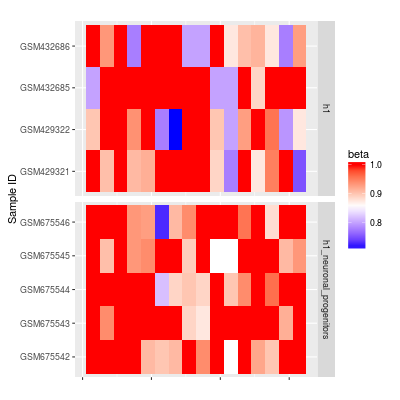 GSM432686
GSM432685
GSM429322
GSM429321
h1
GSM675546
GSM675545
GSM675544
GSM675543
GSM675542
h1_neuronal_progenitors
Sample ID
beta
1.0
0.9
0.8